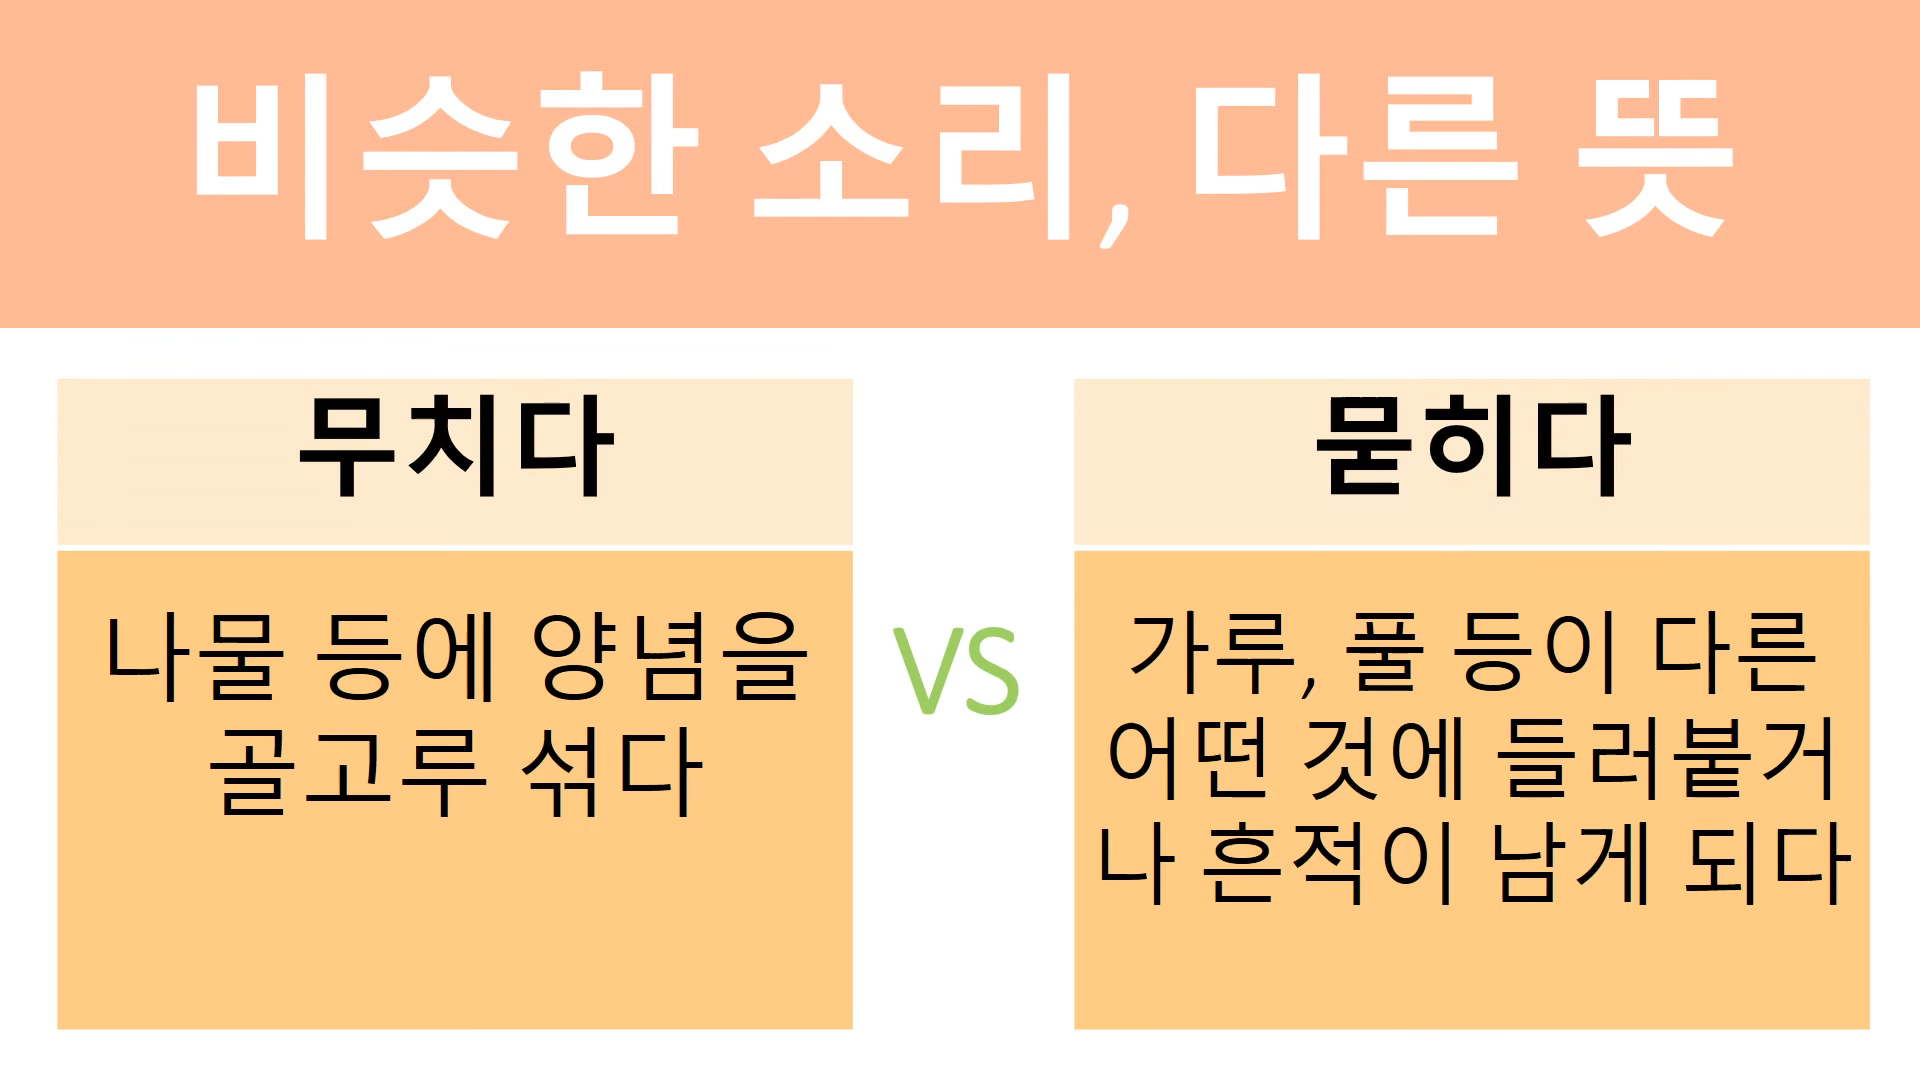 비슷한 소리, 다른 뜻
무치다
나물 등에 양념을
골고루 섞다
VS
묻히다
가루, 풀 등이 다른
어떤 것에 들러붙거
나 흔적이 남게 되다